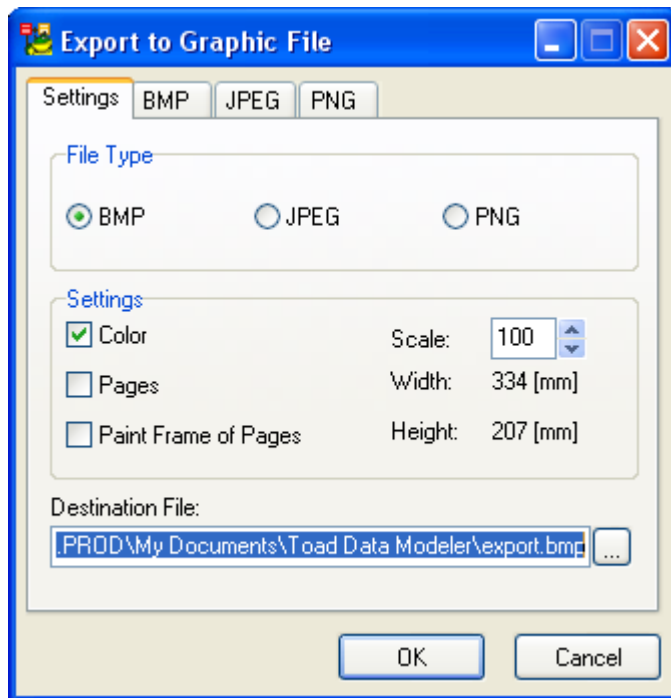 Export to Graphic File
Settings BMP JPEG PNG
File Type
BMP JPEG PNG
Settings
Color Scale: 100
Pages Width: 334 [mm]
Paint Frame of Pages Height: 207 [mm]
Destination File:
.PROD\My Documents\Toad Data Modeler\export.bmp ...
OK Cancel